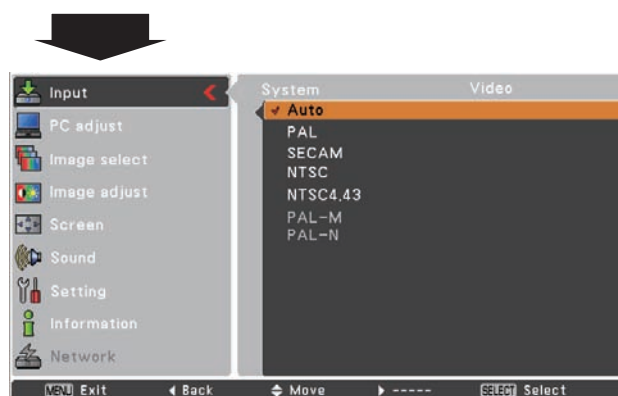 Input
PC adjust
Image select
Image adjust
Screen
Sound
Setting
Information
Network
System Video
Auto
PAL
SECAM
NTSC
NTSC4.43
PAL-M
PAL-N
MENU Exit Back Move ----- SELECT Select